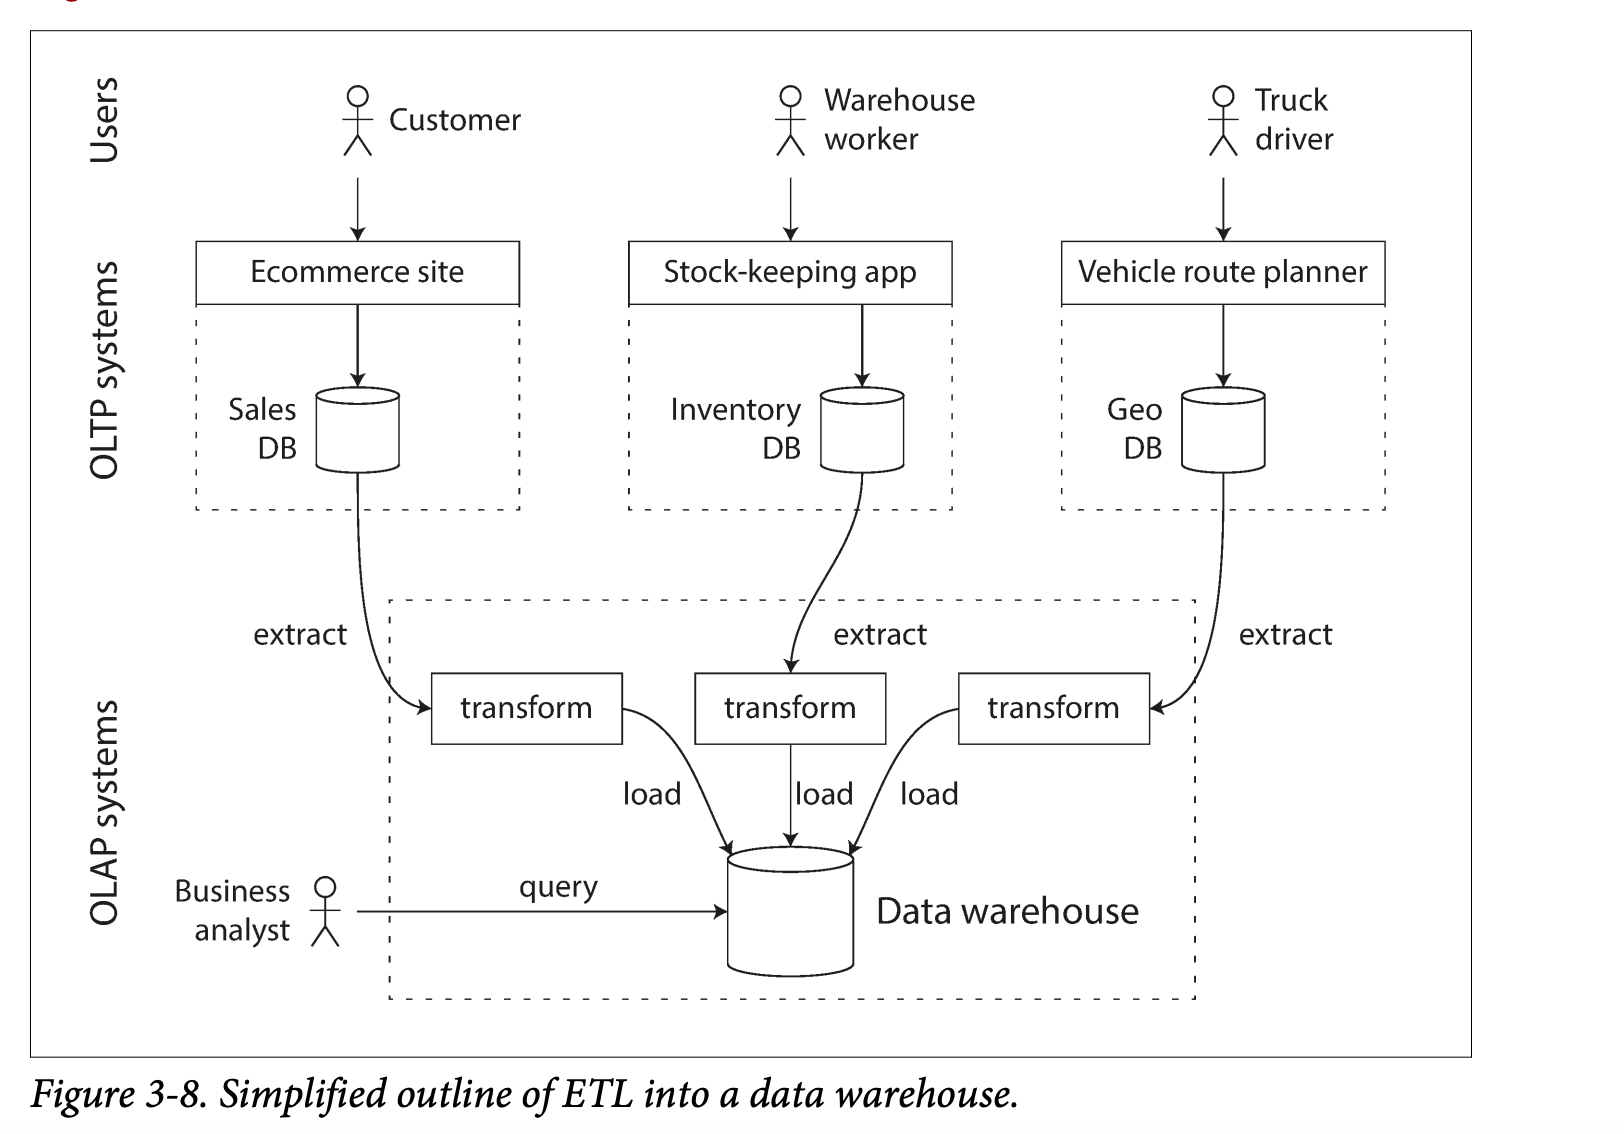 Users
Customer
Warehouse
worker
Truck
driver
OLTP systems
Ecommerce site
Stock-keeping app
Vehicle route planner
Sales
DB
Inventory
DB
Geo
DB
extract
extract
extract
OLAP systems
transform
transform
transform
load
load
load
Business
analyst
query
Data warehouse
Figure 3-8. Simplified outline of ETL into a data warehouse.